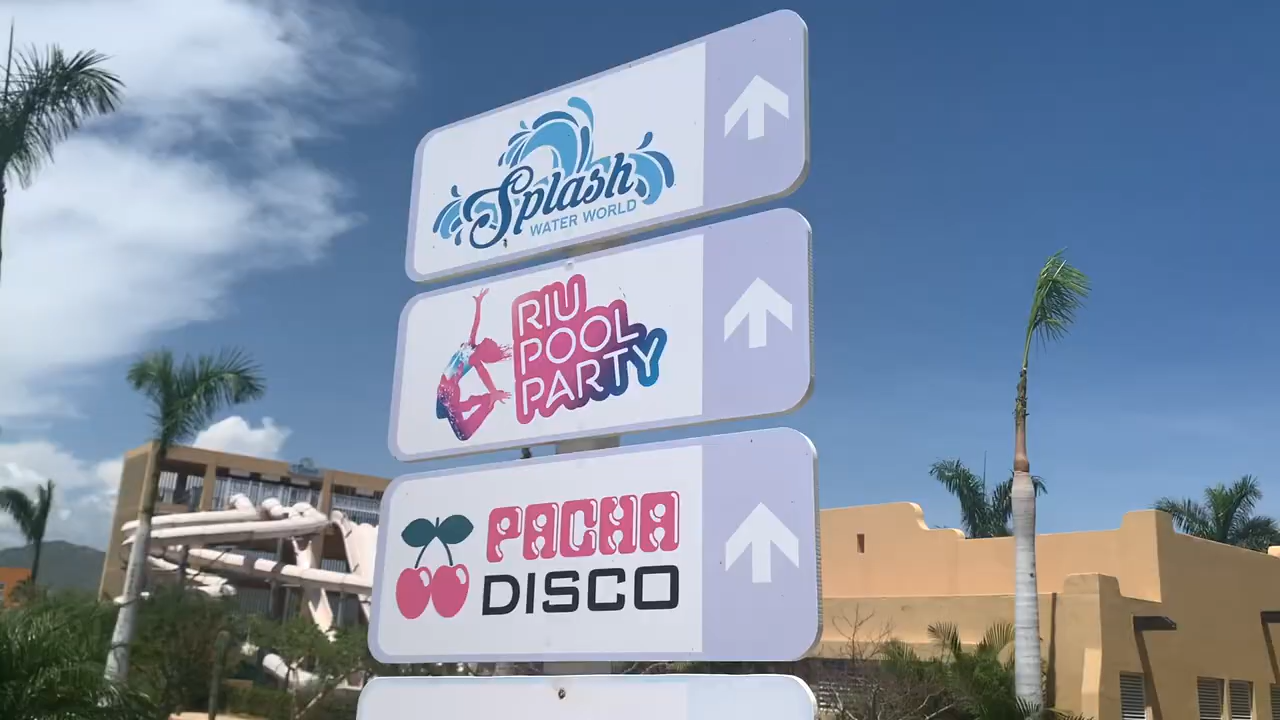 Splash
WATER WORLD
RIU
POOL
PARTY
PACHA
DISCO